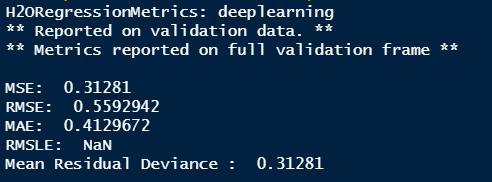 H2ORegressionMetrics: deeplearning
** Reported on validation data. **
** Metrics reported on full validation frame **
MSE:  0.31281
RMSE:  0.5592942
MAE:  0.4129672
RMSLE:  NaN
Mean Residual Deviance :  0.31281